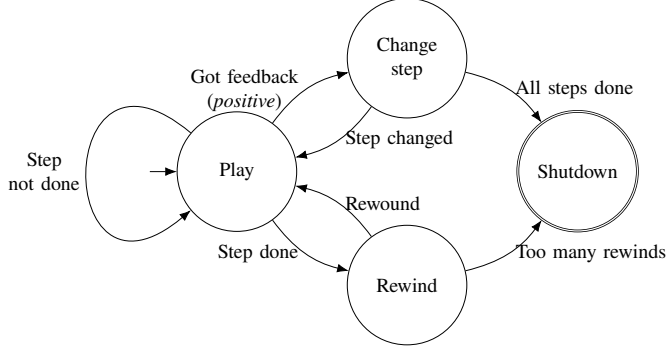 Change
step
Got feedback
(positive)
All steps done
Step changed
Step
not done
Play
Shutdown
Rewound
Step done
Too many rewinds
Rewind